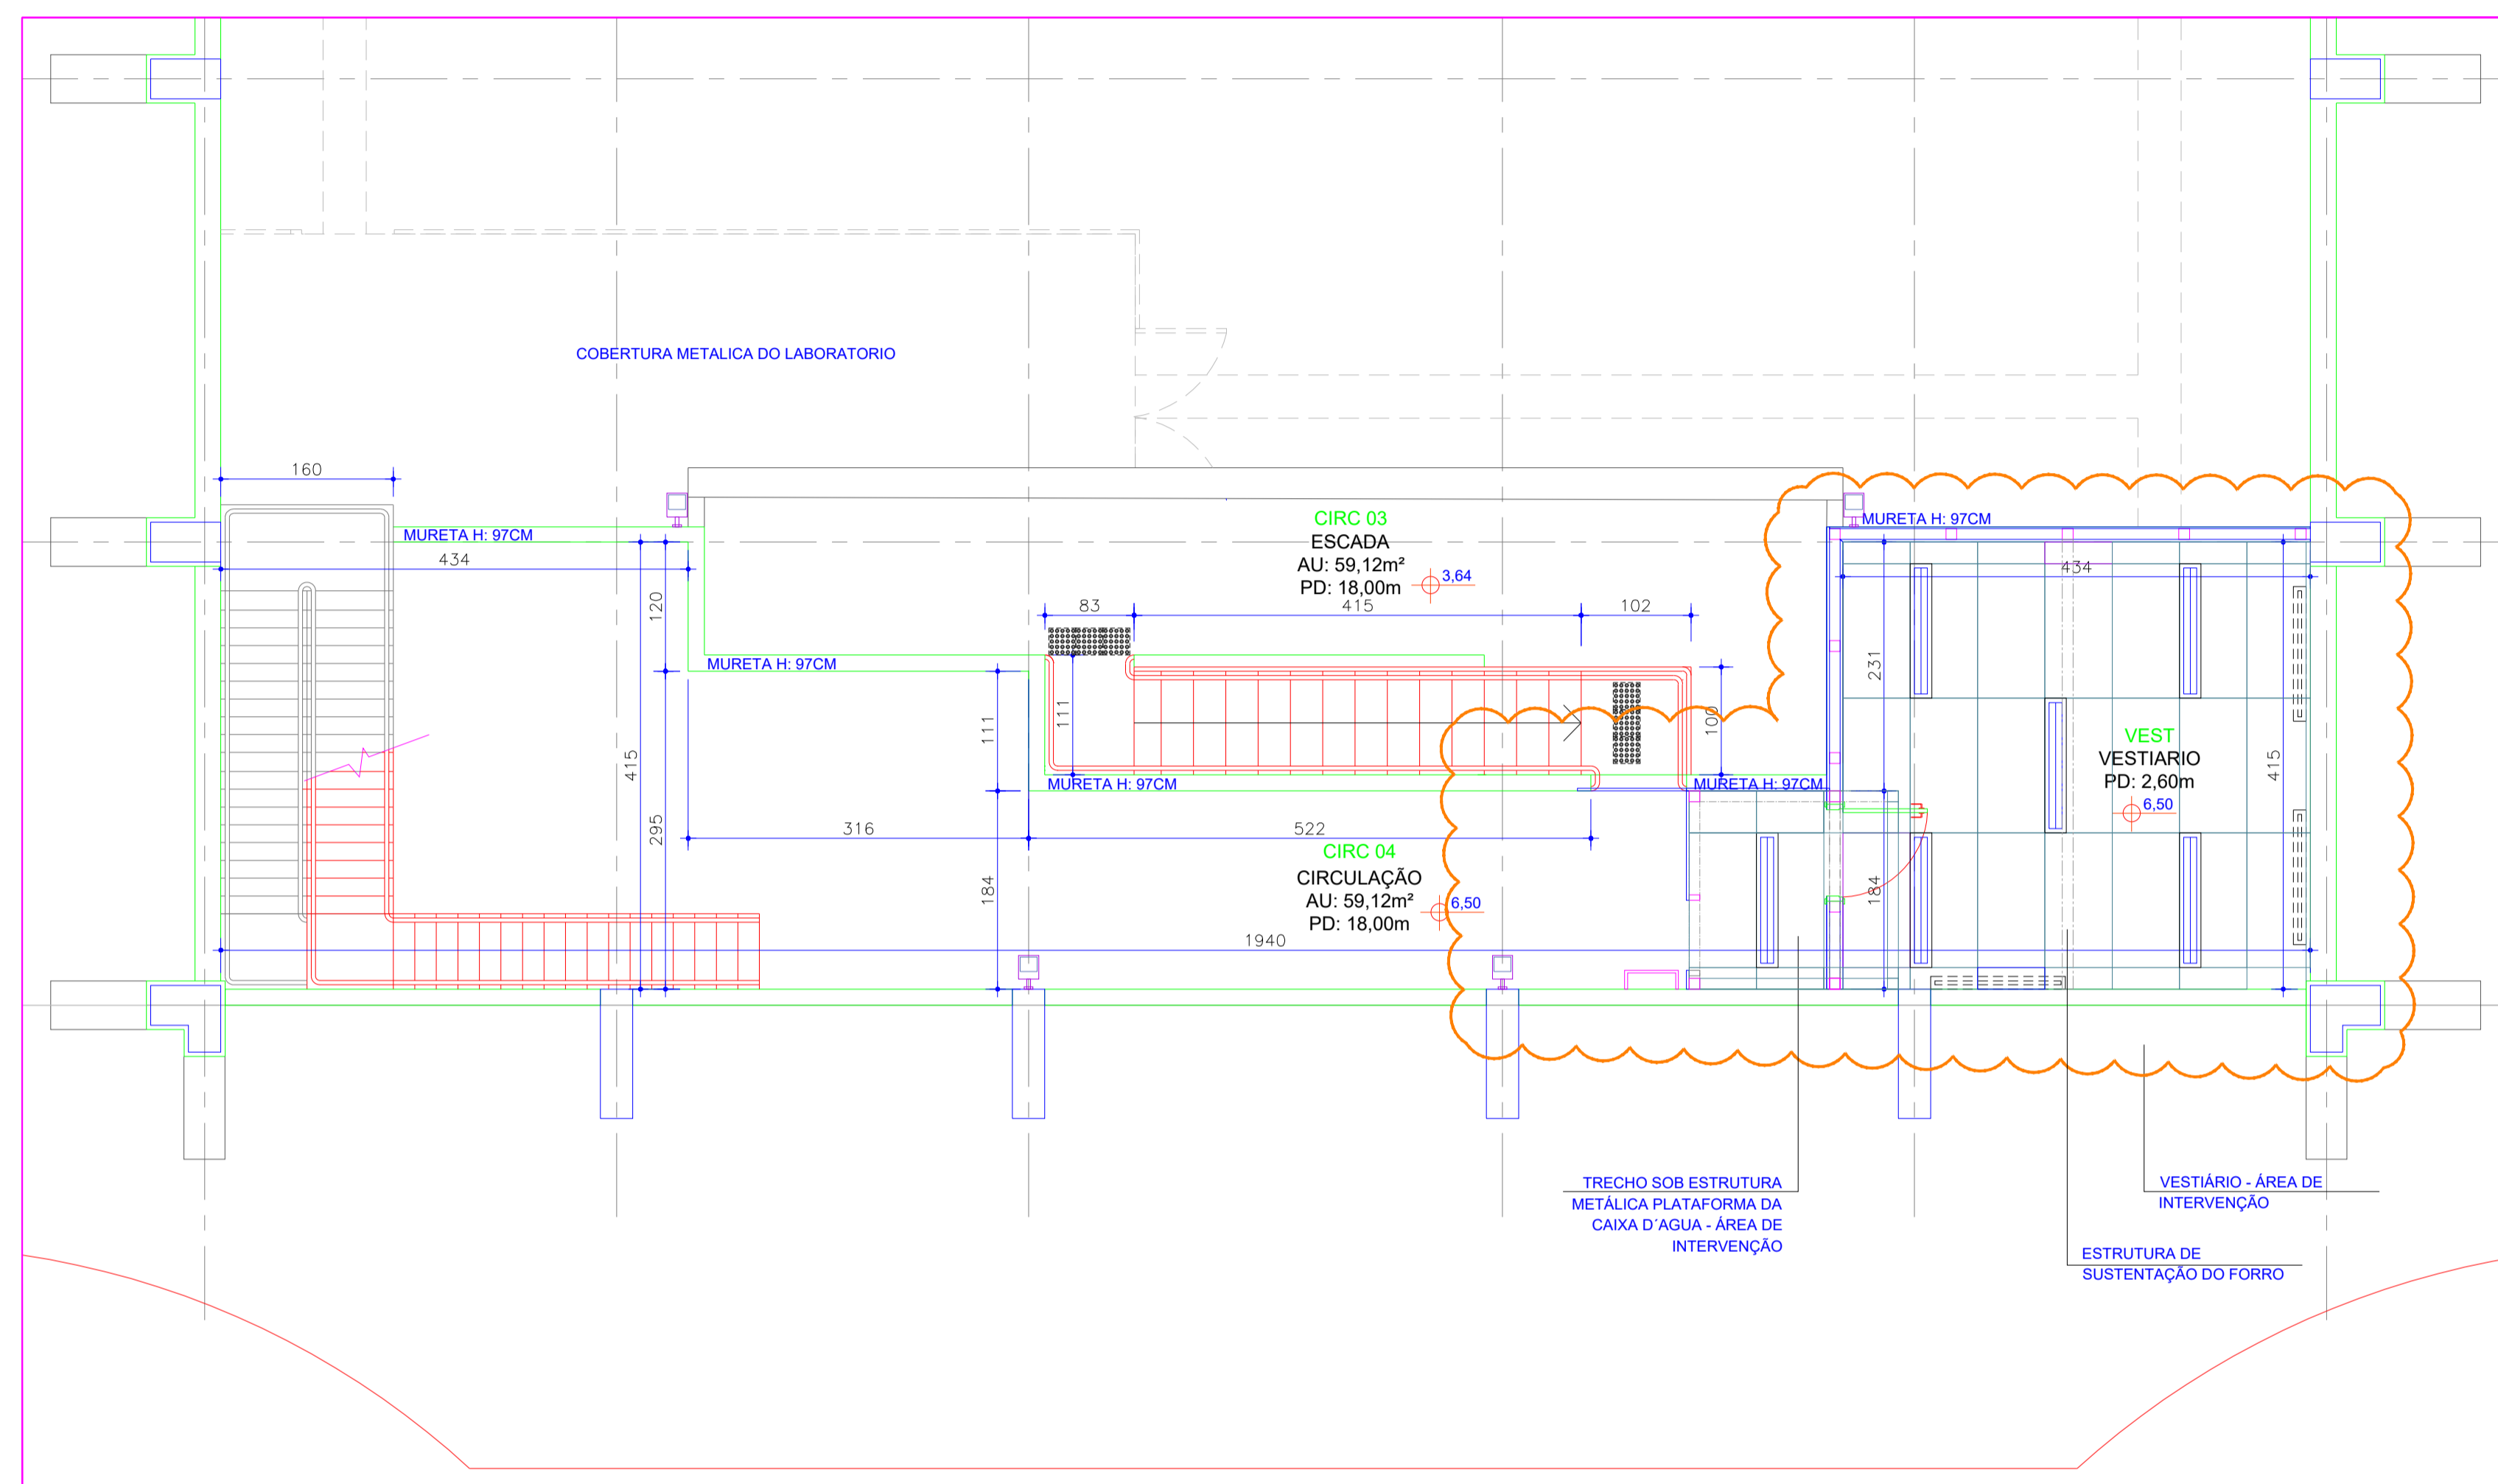 COBERTURA METALICA DO LABORATORIO
160
MURETA H: 97CM
434
120
MURETA H: 97CM
415
295
CIRC 03
ESCADA
AU: 59,12m²
PD: 18,00m
3,64
83
415
102
111
111
100
MURETA H: 97CM
MURETA H: 97CM
316
522
184
CIRC 04
CIRCULAÇÃO
AU: 59,12m²
PD: 18,00m
6,50
1940
MURETA H: 97CM
434
231
184
415
VEST
VESTIARIO
PD: 2,60m
6,50
TRECHO SOB ESTRUTURA
METÁLICA PLATAFORMA DA
CAIXA D´AGUA - ÁREA DE
INTERVENÇÃO
VESTIÁRIO - ÁREA DE
INTERVENÇÃO
ESTRUTURA DE
SUSTENTAÇÃO DO FORRO